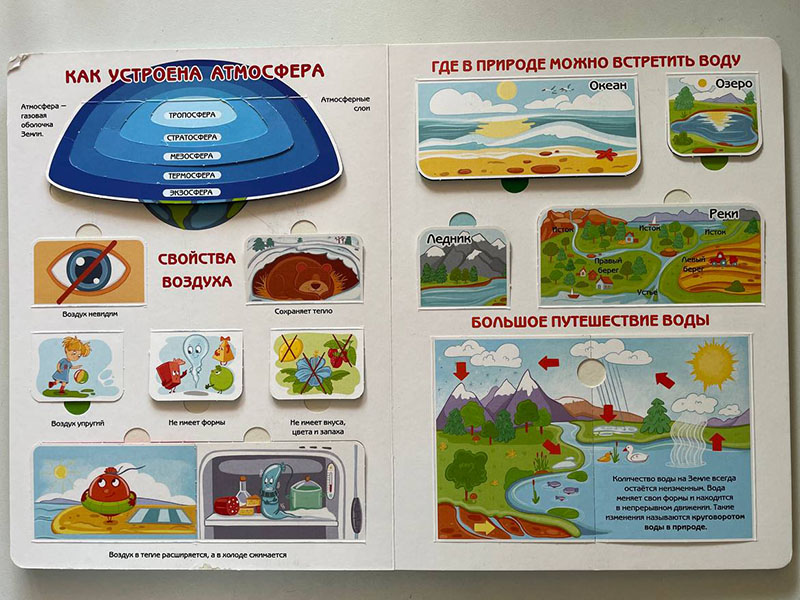 КАК УСТРОЕНА АТМОСФЕРА
Атмосфера –
газовая
оболочка
Земли.
Атмосферные
слои
ТРОПОСФЕРА
СТРАТОСФЕРА
МЕЗОСФЕРА
ТЕРМОСФЕРА
ЭКЗОСФЕРА
СВОЙСТВА
ВОЗДУХА
Воздух невидим
Сохраняет тепло
Воздух упругий
Не имеет формы
Не имеет вкуса,
цвета и запаха
Воздух в тепле расширяется, а в холоде сжимается
ГДЕ В ПРИРОДЕ МОЖНО ВСТРЕТИТЬ ВОДУ
Океан
Озеро
Ледник
Реки
Исток
Исток
Исток
Правый
берег
Левый
берег
Устье
БОЛЬШОЕ ПУТЕШЕСТВИЕ ВОДЫ
Количество воды на Земле всегда
остаётся неизменным. Вода
меняет свои формы и находится
в непрерывном движении. Такие
изменения называются круговоротом
воды в природе.